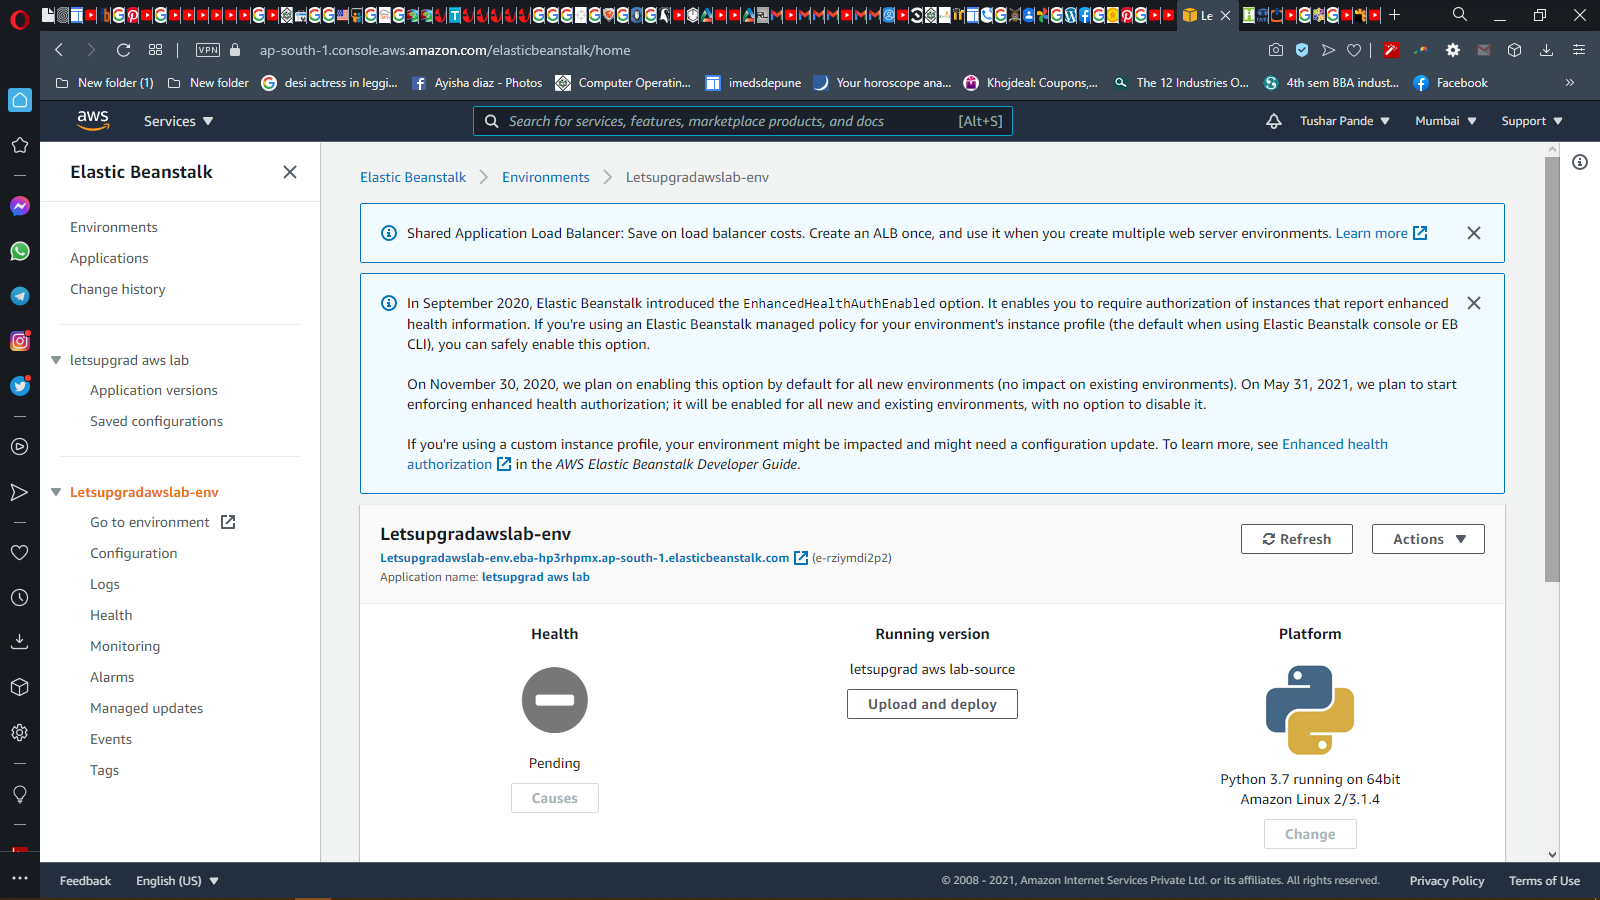 Le
VPN
ap-south-1.console.aws.amazon.com/elasticbeanstalk/home
New folder (1)
New folder
desi actress in leggi...
Ayisha diaz - Photos
Computer Operatin...
imedsdepune
Your horoscope ana...
Khojdeal: Coupons,...
The 12 Industries O...
4th sem BBA indust...
Facebook
aws
Services
Search for services, features, marketplace products, and docs
[Alt+S]
Tushar Pande
Mumbai
Support
Elastic Beanstalk
Environments
Applications
Change history
letsupgrad aws lab
Application versions
Saved configurations
Letsupgradawslab-env
Go to environment
Configuration
Logs
Health
Monitoring
Alarms
Managed updates
Events
Tags
Elastic Beanstalk
Environments
Letsupgradawslab-env
Shared Application Load Balancer: Save on load balancer costs. Create an ALB once, and use it when you create multiple web server environments. Learn more
In September 2020, Elastic Beanstalk introduced the EnhancedHealthAuthEnabled option. It enables you to require authorization of instances that report enhanced
health information. If you're using an Elastic Beanstalk managed policy for your environment's instance profile (the default when using Elastic Beanstalk console or EB
CLI), you can safely enable this option.
On November 30, 2020, we plan on enabling this option by default for all new environments (no impact on existing environments). On May 31, 2021, we plan to start
enforcing enhanced health authorization; it will be enabled for all new and existing environments, with no option to disable it.
If you're using a custom instance profile, your environment might be impacted and might need a configuration update. To learn more, see Enhanced health
authorization in the AWS Elastic Beanstalk Developer Guide.
Letsupgradawslab-env
Letsupgradawslab-env.eba-hp3rhpmx.ap-south-1.elasticbeanstalk.com (e-rziymdi2p2)
Application name: letsupgrad aws lab
Refresh
Actions
Health
Pending
Causes
Running version
letsupgrad aws lab-source
Upload and deploy
Platform
Python 3.7 running on 64bit
Amazon Linux 2/3.1.4
Change
Feedback
English (US)
© 2008 - 2021, Amazon Internet Services Private Ltd. or its affiliates. All rights reserved.
Privacy Policy
Terms of Use